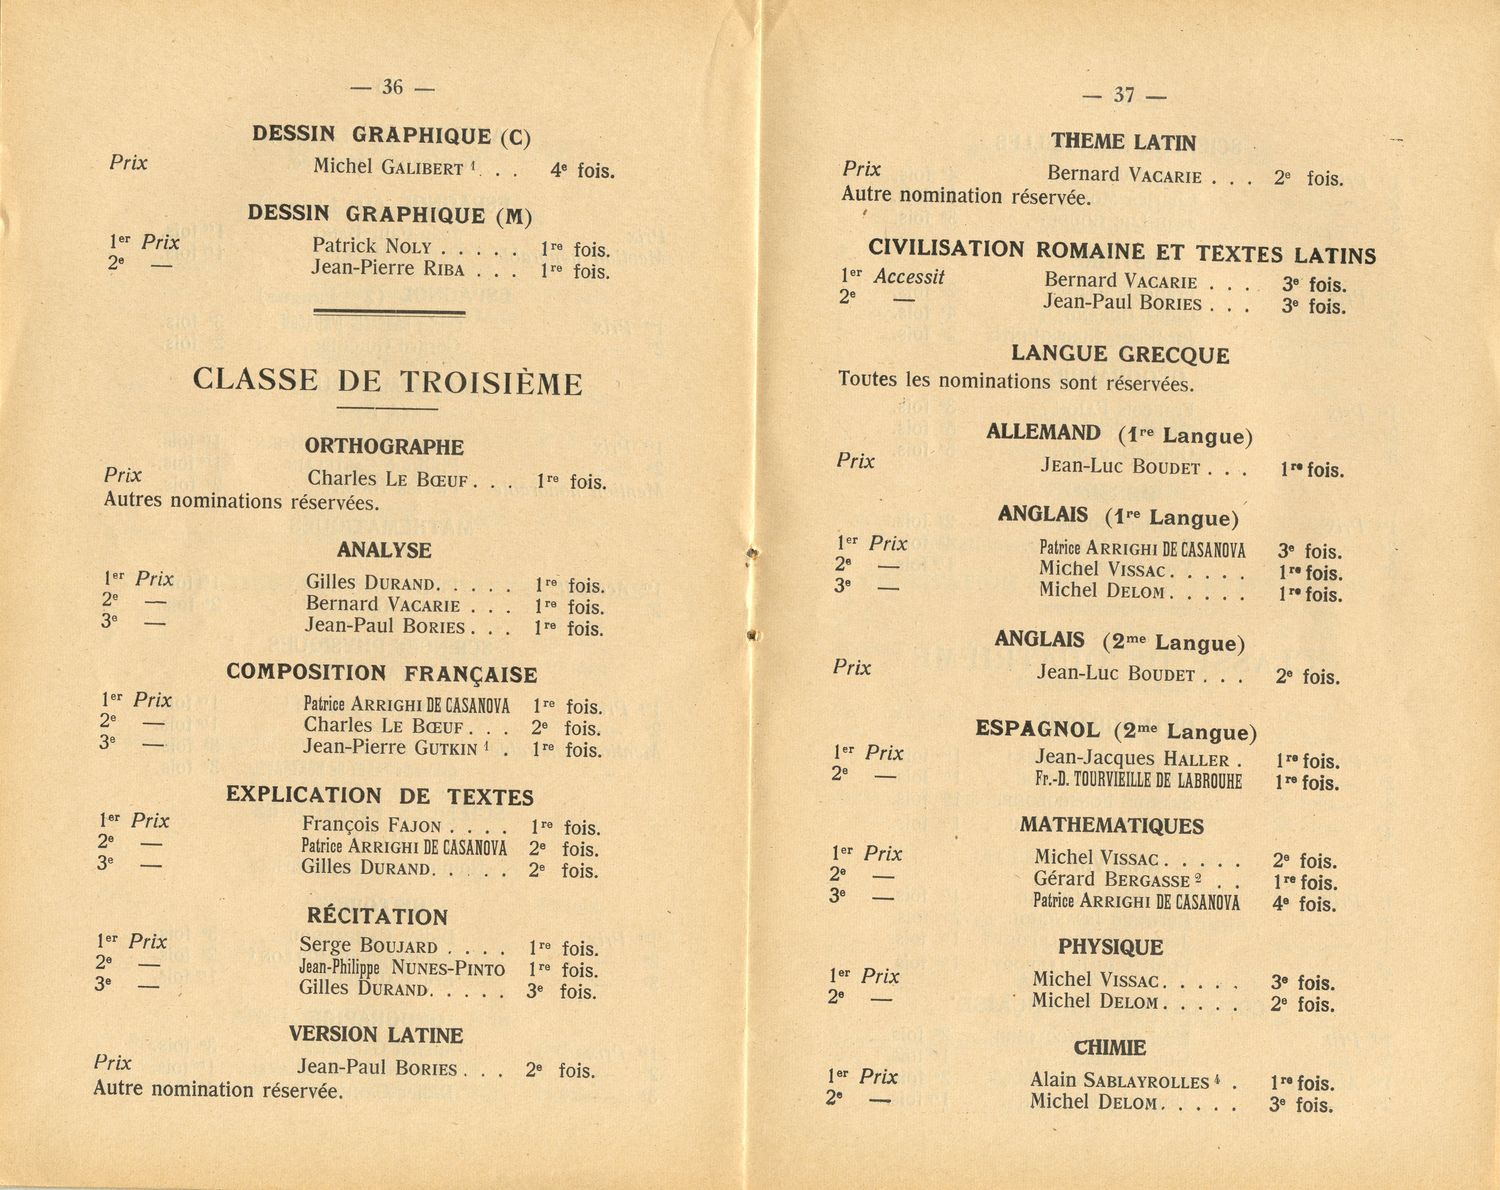 — 36 —
DESSIN GRAPHIQUE (C)
Prix Michel GALIBERT 1 . . 4e fois.
DESSIN GRAPHIQUE (M)
1er Prix Patrick NOLY . . . . . 1re fois.
2e — Jean-Pierre RIBA . . . 1re fois.
CLASSE DE TROISIÈME
ORTHOGRAPHE
Prix Charles LE BŒUF . . . 1re fois.
Autres nominations réservées.
ANALYSE
1er Prix Gilles DURAND. . . . . 1re fois.
2e — Bernard VACARIE . . . 1re fois.
3e — Jean-Paul BORIES . . . 1re fois.
COMPOSITION FRANÇAISE
1er Prix Patrice ARRIGHI DE CASANOVA 1re fois.
2e — Charles LE BŒUF . . . 2e fois.
3e — Jean-Pierre GUTKIN 1 . 1re fois.
EXPLICATION DE TEXTES
1er Prix François FAJON . . . . 1re fois.
2e — Patrice ARRIGHI DE CASANOVA 2e fois.
3e — Gilles DURAND. . . . . 2e fois.
RÉCITATION
1er Prix Serge BOUJARD . . . . 1re fois.
2e — Jean-Philippe NUNES-PINTO 1re fois.
3e — Gilles DURAND. . . . . 3e fois.
VERSION LATINE
Prix Jean-Paul BORIES . . . 2e fois.
Autre nomination réservée.
— 37 —
THEME LATIN
Prix Bernard VACARIE . . . 2e fois.
Autre nomination réservée.
CIVILISATION ROMAINE ET TEXTES LATINS
1er Accessit Bernard VACARIE . . . 3e fois.
2e — Jean-Paul BORIES . . . 3e fois.
LANGUE GRECQUE
Toutes les nominations sont réservées.
ALLEMAND (1re Langue)
Prix Jean-Luc BOUDET . . . 1re fois.
ANGLAIS (1re Langue)
1er Prix Patrice ARRIGHI DE CASANOVA 3e fois.
2e — Michel VISSAC . . . . . 1re fois.
3e — Michel DELOM . . . . . 1re fois.
ANGLAIS (2me Langue)
Prix Jean-Luc BOUDET . . . 2e fois.
ESPAGNOL (2me Langue)
1er Prix Jean-Jacques HALLER . 1re fois.
2e — Fr.-D. TOURVIEILLE DE LABROUHE 1re fois.
MATHEMATIQUES
1er Prix Michel VISSAC . . . . . 2e fois.
2e — Gérard BERGASSE 2 . . 1re fois.
3e — Patrice ARRIGHI DE CASANOVA 4e fois.
PHYSIQUE
1er Prix Michel VISSAC . . . . . 3e fois.
2e — Michel DELOM . . . . . 2e fois.
CHIMIE
1er Prix Alain SABLAYROLLES 4 . 1re fois.
2e — Michel DELOM . . . . . 3e fois.